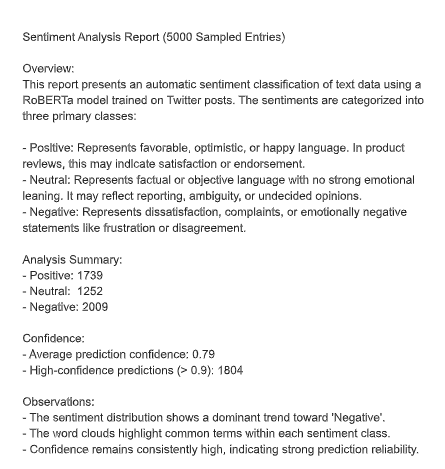 Sentiment Analysis Report (5000 Sampled Entries)
Overview:
This report presents an automatic sentiment classification of text data using a
RoBERTa model trained on Twitter posts. The sentiments are categorized into
three primary classes:
- Positive: Represents favorable, optimistic, or happy language. In product
reviews, this may indicate satisfaction or endorsement.
- Neutral: Represents factual or objective language with no strong emotional
leaning. It may reflect reporting, ambiguity, or undecided opinions.
- Negative: Represents dissatisfaction, complaints, or emotionally negative
statements like frustration or disagreement.
Analysis Summary:
- Positive: 1739
- Neutral: 1252
- Negative: 2009
Confidence:
- Average prediction confidence: 0.79
- High-confidence predictions (> 0.9): 1804
Observations:
- The sentiment distribution shows a dominant trend toward 'Negative'.
- The word clouds highlight common terms within each sentiment class.
- Confidence remains consistently high, indicating strong prediction reliability.